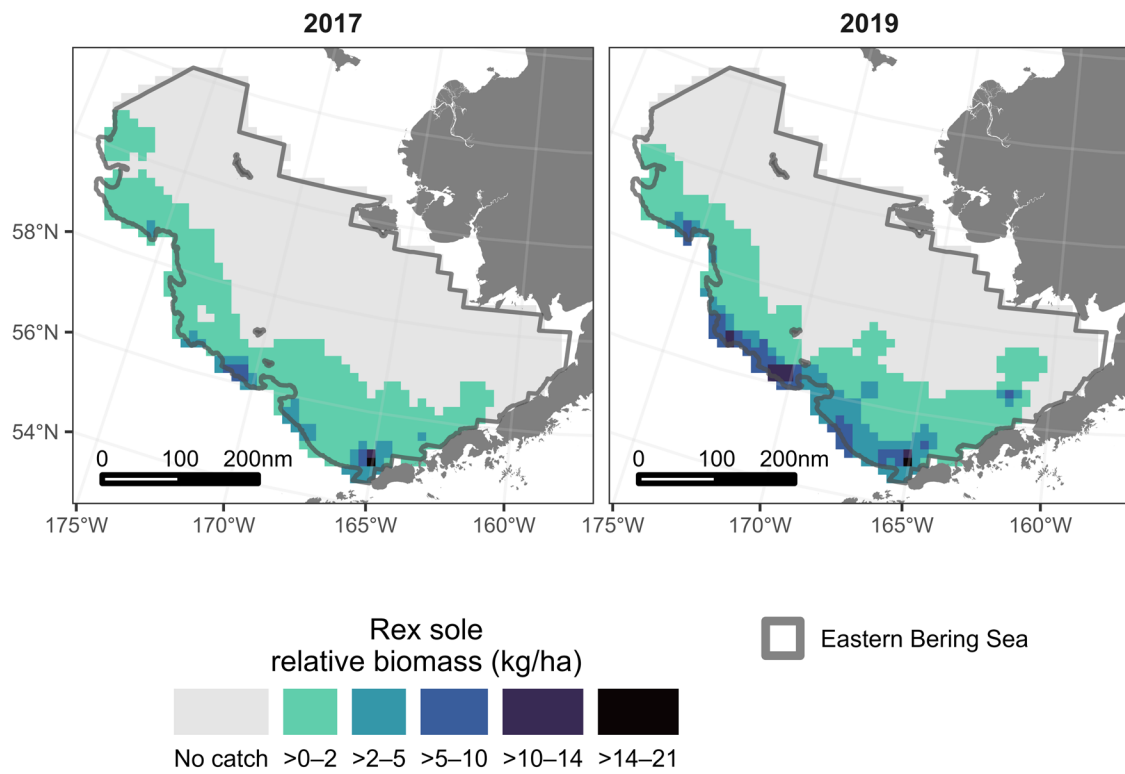 2017
2019
58°N
56°N
54°N
0 100 200nm
0 100 200nm
175°W 170°W 165°W 160°W
175°W 170°W 165°W 160°W
Rex sole
relative biomass (kg/ha)
Eastern Bering Sea
No catch >0–2 >2–5 >5–10 >10–14 >14–21